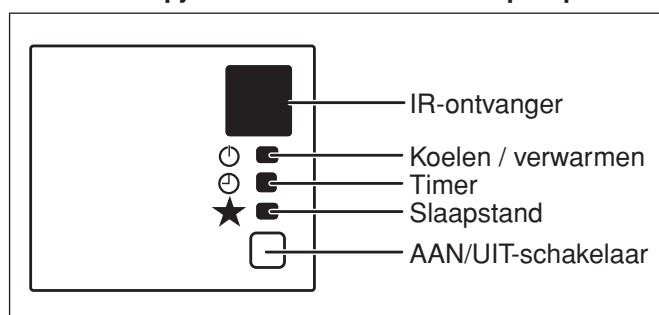 IR-ontvanger
Koelen / verwarmen
Timer
Slaapstand
AAN/UIT-schakelaar